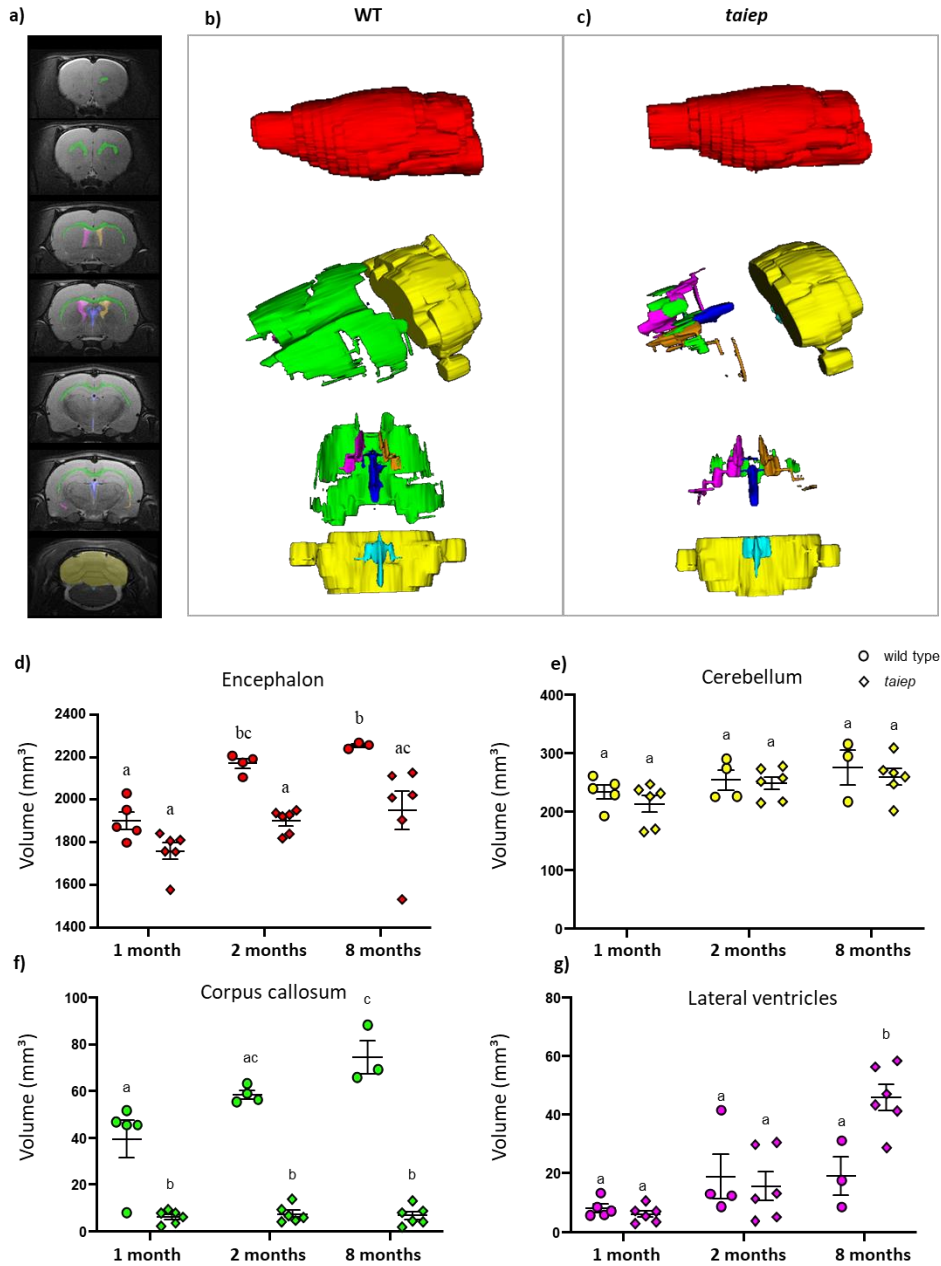 a)
b)
WT
c)
taiep
d)
Encephalon
Volume (mm³)
2400
2200
2000
1800
1600
1400
a
a
bc
a
b
ac
1 month
2 months
8 months
e)
wild type
taiep
Cerebellum
Volume (mm³)
400
300
200
100
0
a
a
a
a
a
a
1 month
2 months
8 months
f)
Corpus callosum
Volume (mm³)
100
80
60
40
20
0
a
b
ac
b
c
b
1 month
2 months
8 months
g)
Lateral ventricles
Volume (mm³)
80
60
40
20
0
a
a
a
a
a
b
1 month
2 months
8 months